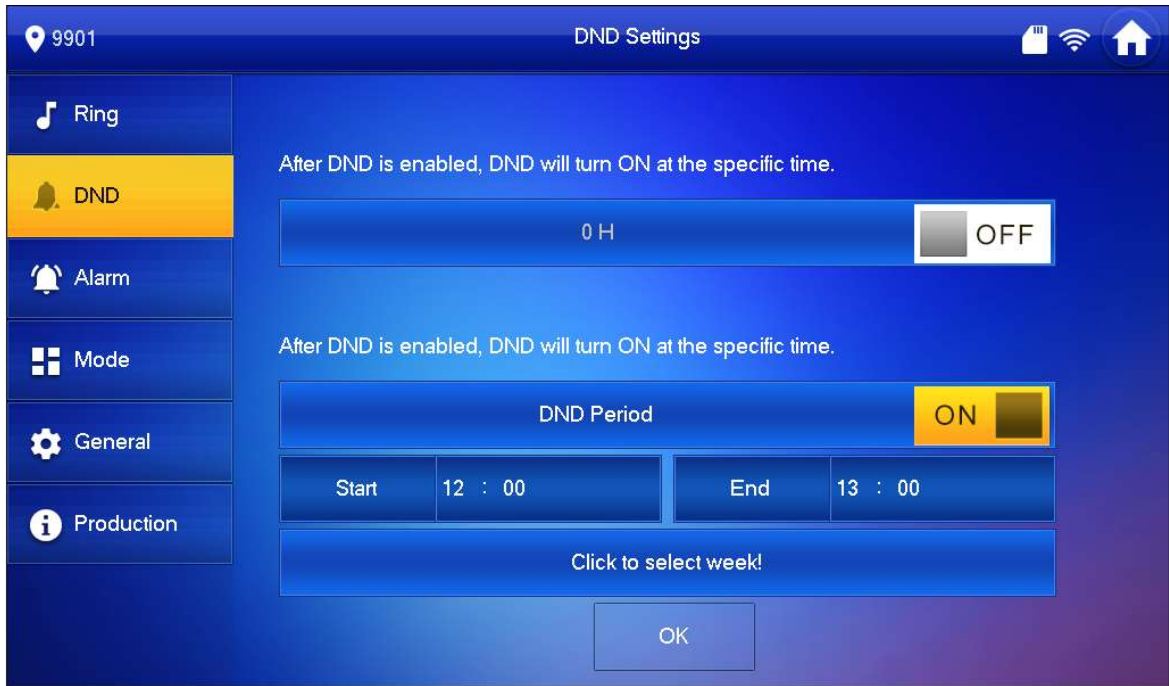 9901
DND Settings
Ring
DND
Alarm
Mode
General
Production
After DND is enabled, DND will turn ON at the specific time.
0 H
OFF
After DND is enabled, DND will turn ON at the specific time.
DND Period
ON
Start
12 : 00
End
13 : 00
Click to select week!
OK